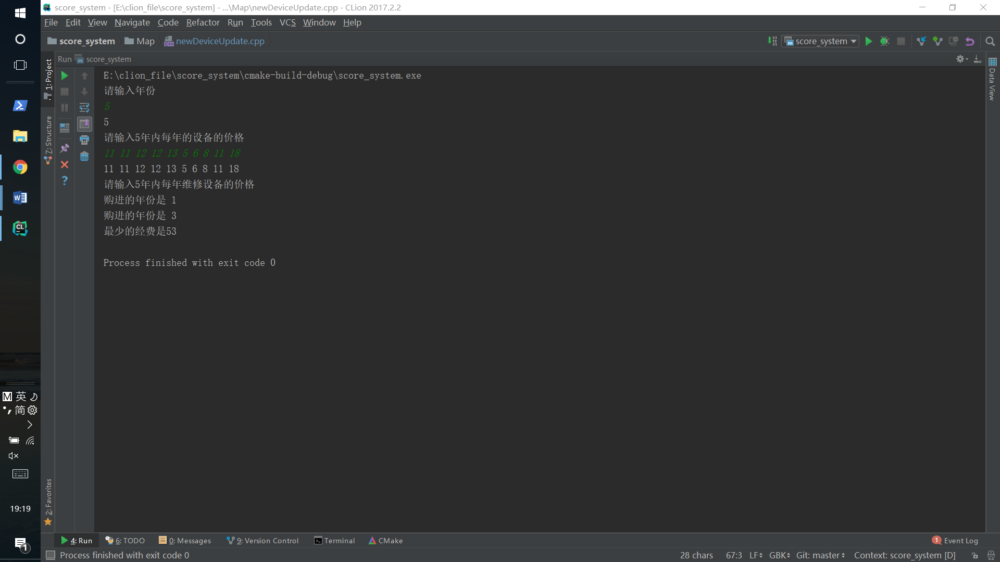 score_system - [E:\clion_file\score_system] - ...\Map\newDeviceUpdate.cpp - CLion 2017.2.2
File Edit View Navigate Code Refactor Run Tools VCS Window Help
score_system Map newDeviceUpdate.cpp score_system
Run score_system
1: Project
7: Structure
2: Favorites
Data View
E:\clion_file\score_system\cmake-build-debug\score_system.exe
请输入年份
5
5
请输入5年内每年的设备的价格
11 11 12 12 13 5 6 8 11 18
11 11 12 12 13 5 6 8 11 18
请输入5年内每年维修设备的价格
购进的年份是 1
购进的年份是 3
最少的经费是53
Process finished with exit code 0
M 英
简
19:19
1
4: Run 6: TODO 0: Messages 9: Version Control Terminal CMake 1 Event Log
Process finished with exit code 0 28 chars 67:3 LF GBK Git: master Context: score_system [D]